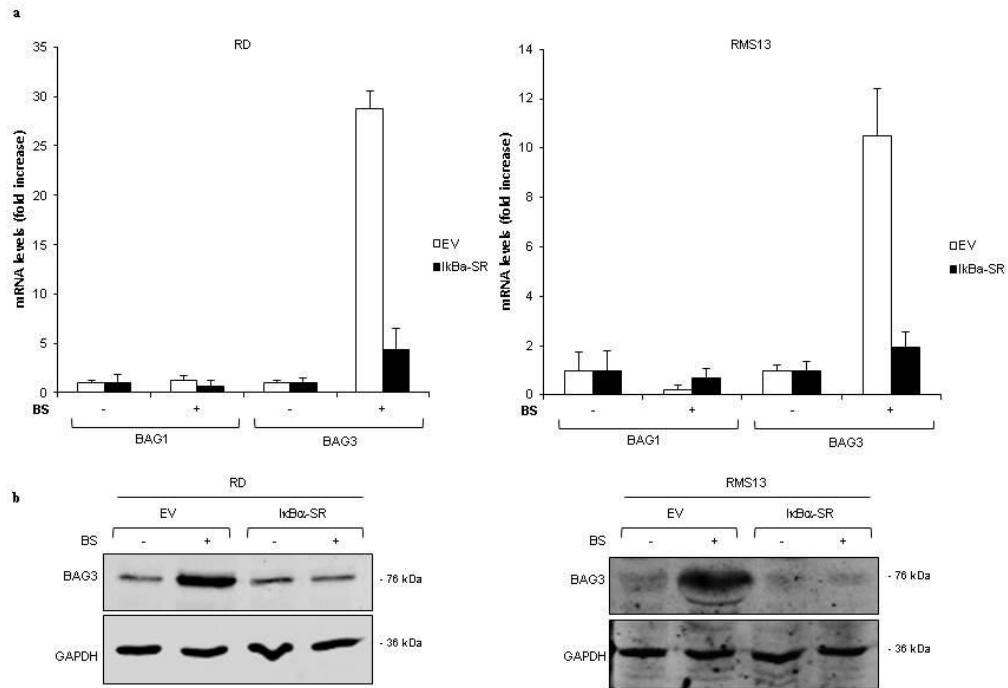 a
RD
mRNA levels (fold increase)
35
30
25
20
15
10
5
0
EV
IkBa-SR
BS - + - +
BAG1 BAG3
RMS13
mRNA levels (fold increase)
14
12
10
8
6
4
2
0
EV
IkBa-SR
BS - + - +
BAG1 BAG3
b
RD
EV IκBα-SR
BS - + - +
BAG3 - 76 kDa
GAPDH - 36 kDa
RMS13
EV IκBα-SR
BS - + - +
BAG3 - 76 kDa
GAPDH - 36 kDa